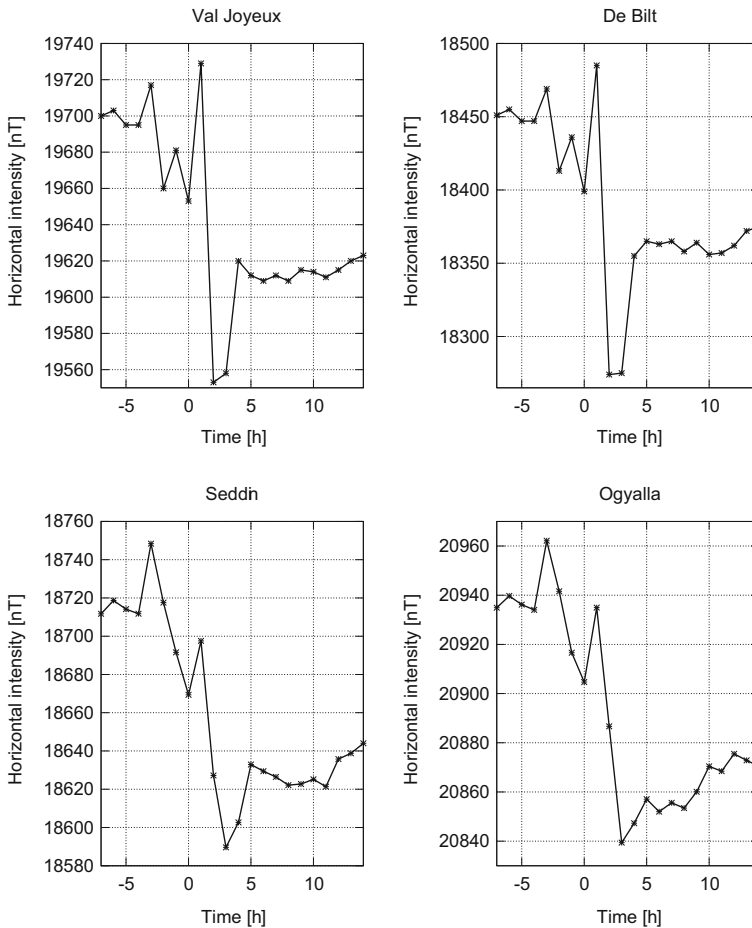 Val Joyeux
Horizontal intensity [nT]
19740
19720
19700
19680
19660
19640
19620
19600
19580
19560
-5 0 5 10
Time [h]
De Bilt
Horizontal intensity [nT]
18500
18450
18400
18350
18300
-5 0 5 10
Time [h]
Seddin
Horizontal intensity [nT]
18760
18740
18720
18700
18680
18660
18640
18620
18600
18580
-5 0 5 10
Time [h]
Ogyalla
Horizontal intensity [nT]
20960
20940
20920
20900
20880
20860
20840
-5 0 5 10
Time [h]